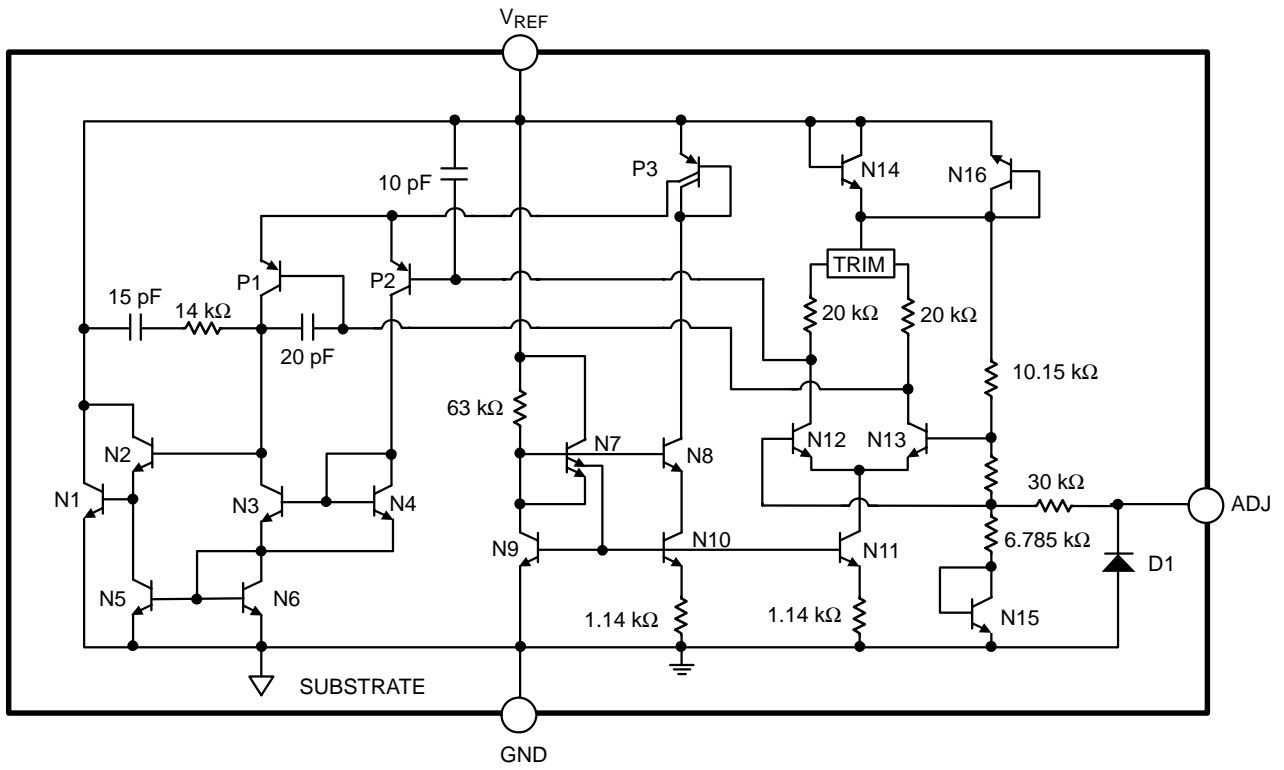 VREF
P3
N14
N16
10 pF
TRIM
P1
P2
15 pF
14 kΩ
20 kΩ
20 kΩ
20 pF
10.15 kΩ
63 kΩ
N7
N12
N13
N2
N8
30 kΩ
N1
N3
N4
ADJ
N9
N10
N11
6.785 kΩ
D1
N5
N6
1.14 kΩ
1.14 kΩ
N15
SUBSTRATE
GND